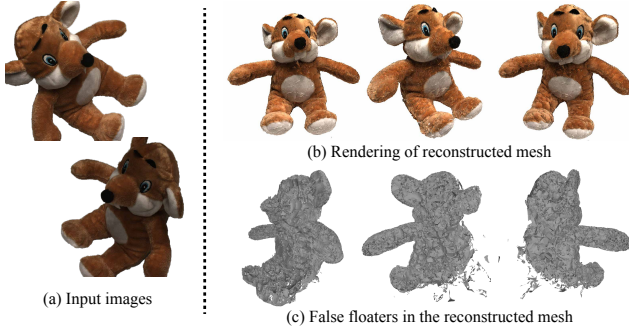 (a) Input images
(b) Rendering of reconstructed mesh
(c) False floaters in the reconstructed mesh